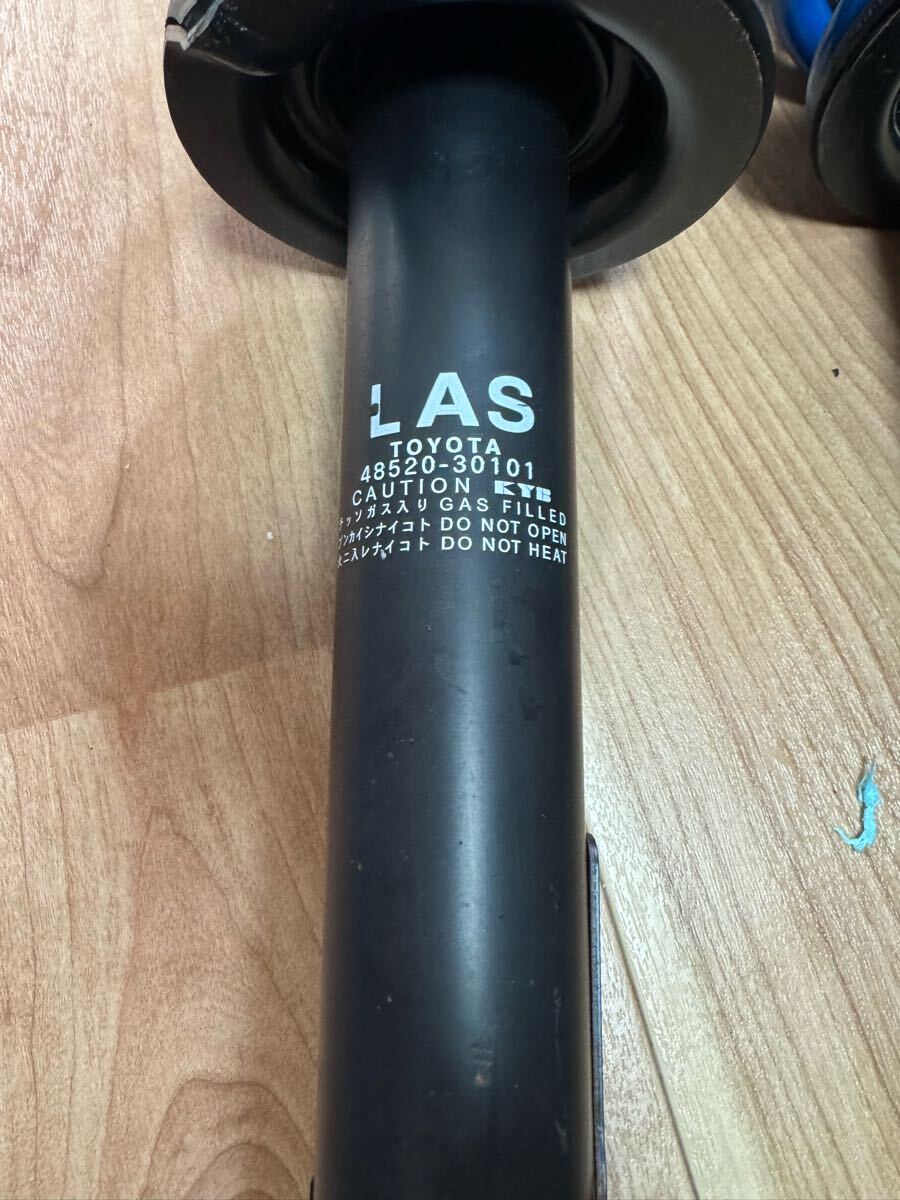 LAS
TOYOTA
48520-30101
CAUTION KYB
チッソガス入り GAS FILLED
ブンカイシナイコト DO NOT OPEN
火ニ入レナイコト DO NOT HEAT